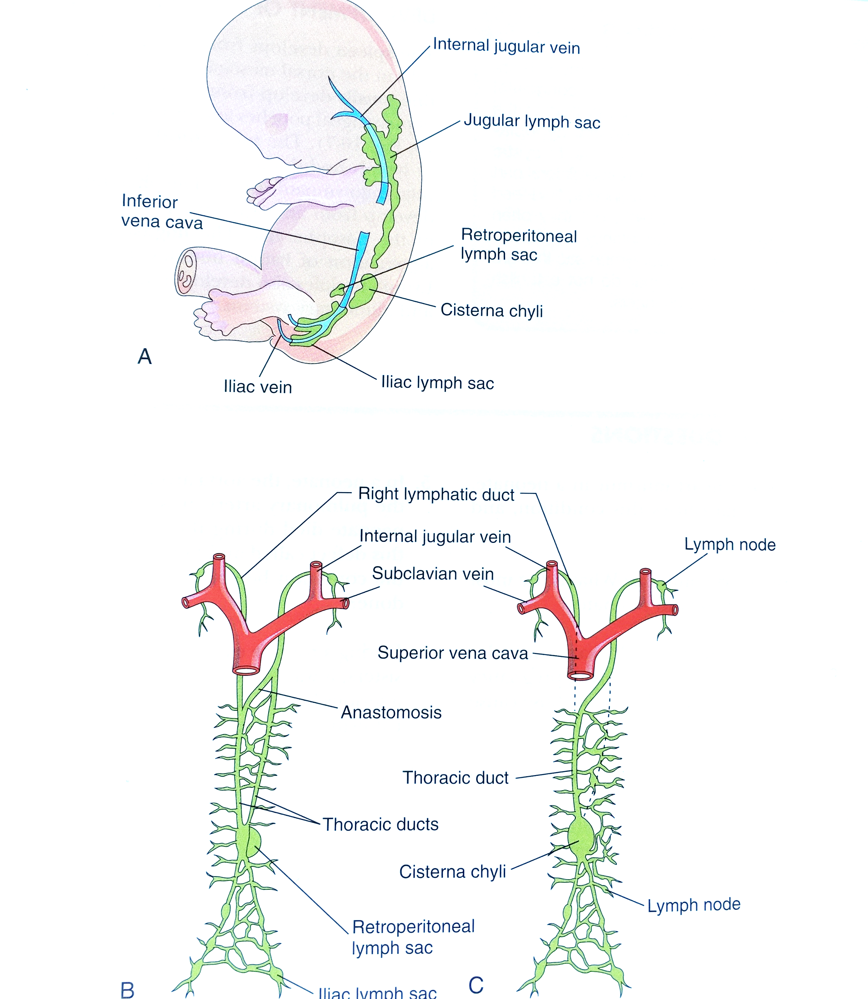 Internal jugular vein
Jugular lymph sac
Inferior
vena cava
Retroperitoneal
lymph sac
Cisterna chyli
A
Iliac vein
Iliac lymph sac
Right lymphatic duct
Internal jugular vein
Lymph node
Subclavian vein
Superior vena cava
Anastomosis
Thoracic duct
Thoracic ducts
Cisterna chyli
Lymph node
Retroperitoneal
lymph sac
B
Iliac lymph sac
C